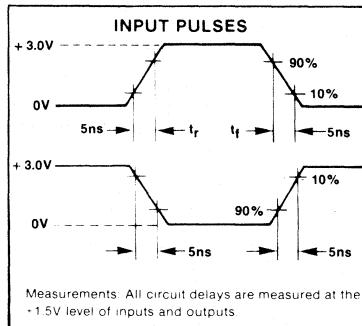 INPUT PULSES
+3.0V
90%
10%
0V
5ns tr tf 5ns
+3.0V
10%
90%
0V
5ns 5ns
Measurements: All circuit delays are measured at the
+1.5V level of inputs and outputs.